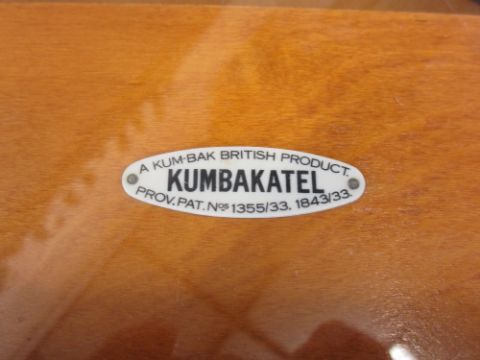 A KUM-BAK BRITISH PRODUCT.
KUMBAKATEL
PROV. PAT. Nos 1355/33. 1843/33.